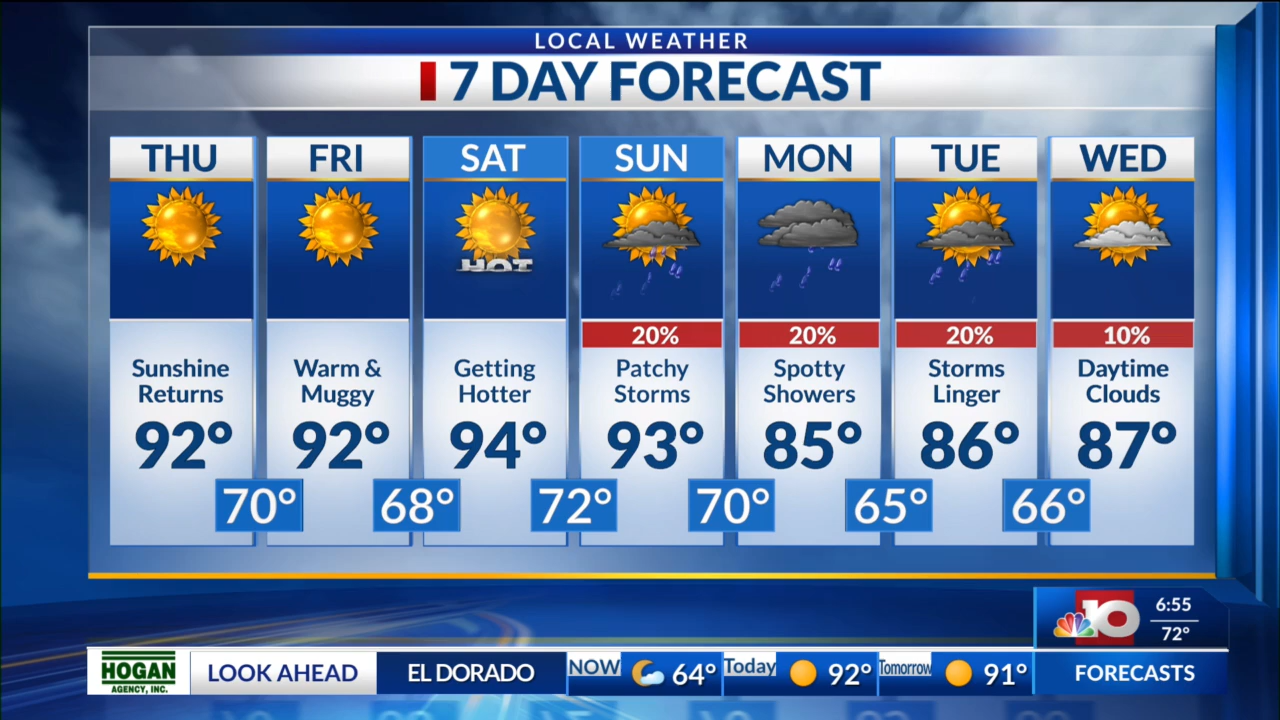 LOCAL WEATHER
7 DAY FORECAST
THU
FRI
SAT
SUN
MON
TUE
WED
HOT
20%
20%
20%
10%
Sunshine
Returns
Warm &
Muggy
Getting
Hotter
Patchy
Storms
Spotty
Showers
Storms
Linger
Daytime
Clouds
92°
92°
94°
93°
85°
86°
87°
70°
68°
72°
70°
65°
66°
10
6:55
72°
HOGAN
AGENCY, INC.
LOOK AHEAD
EL DORADO
NOW
64°
Today
92°
Tomorrow
91°
FORECASTS